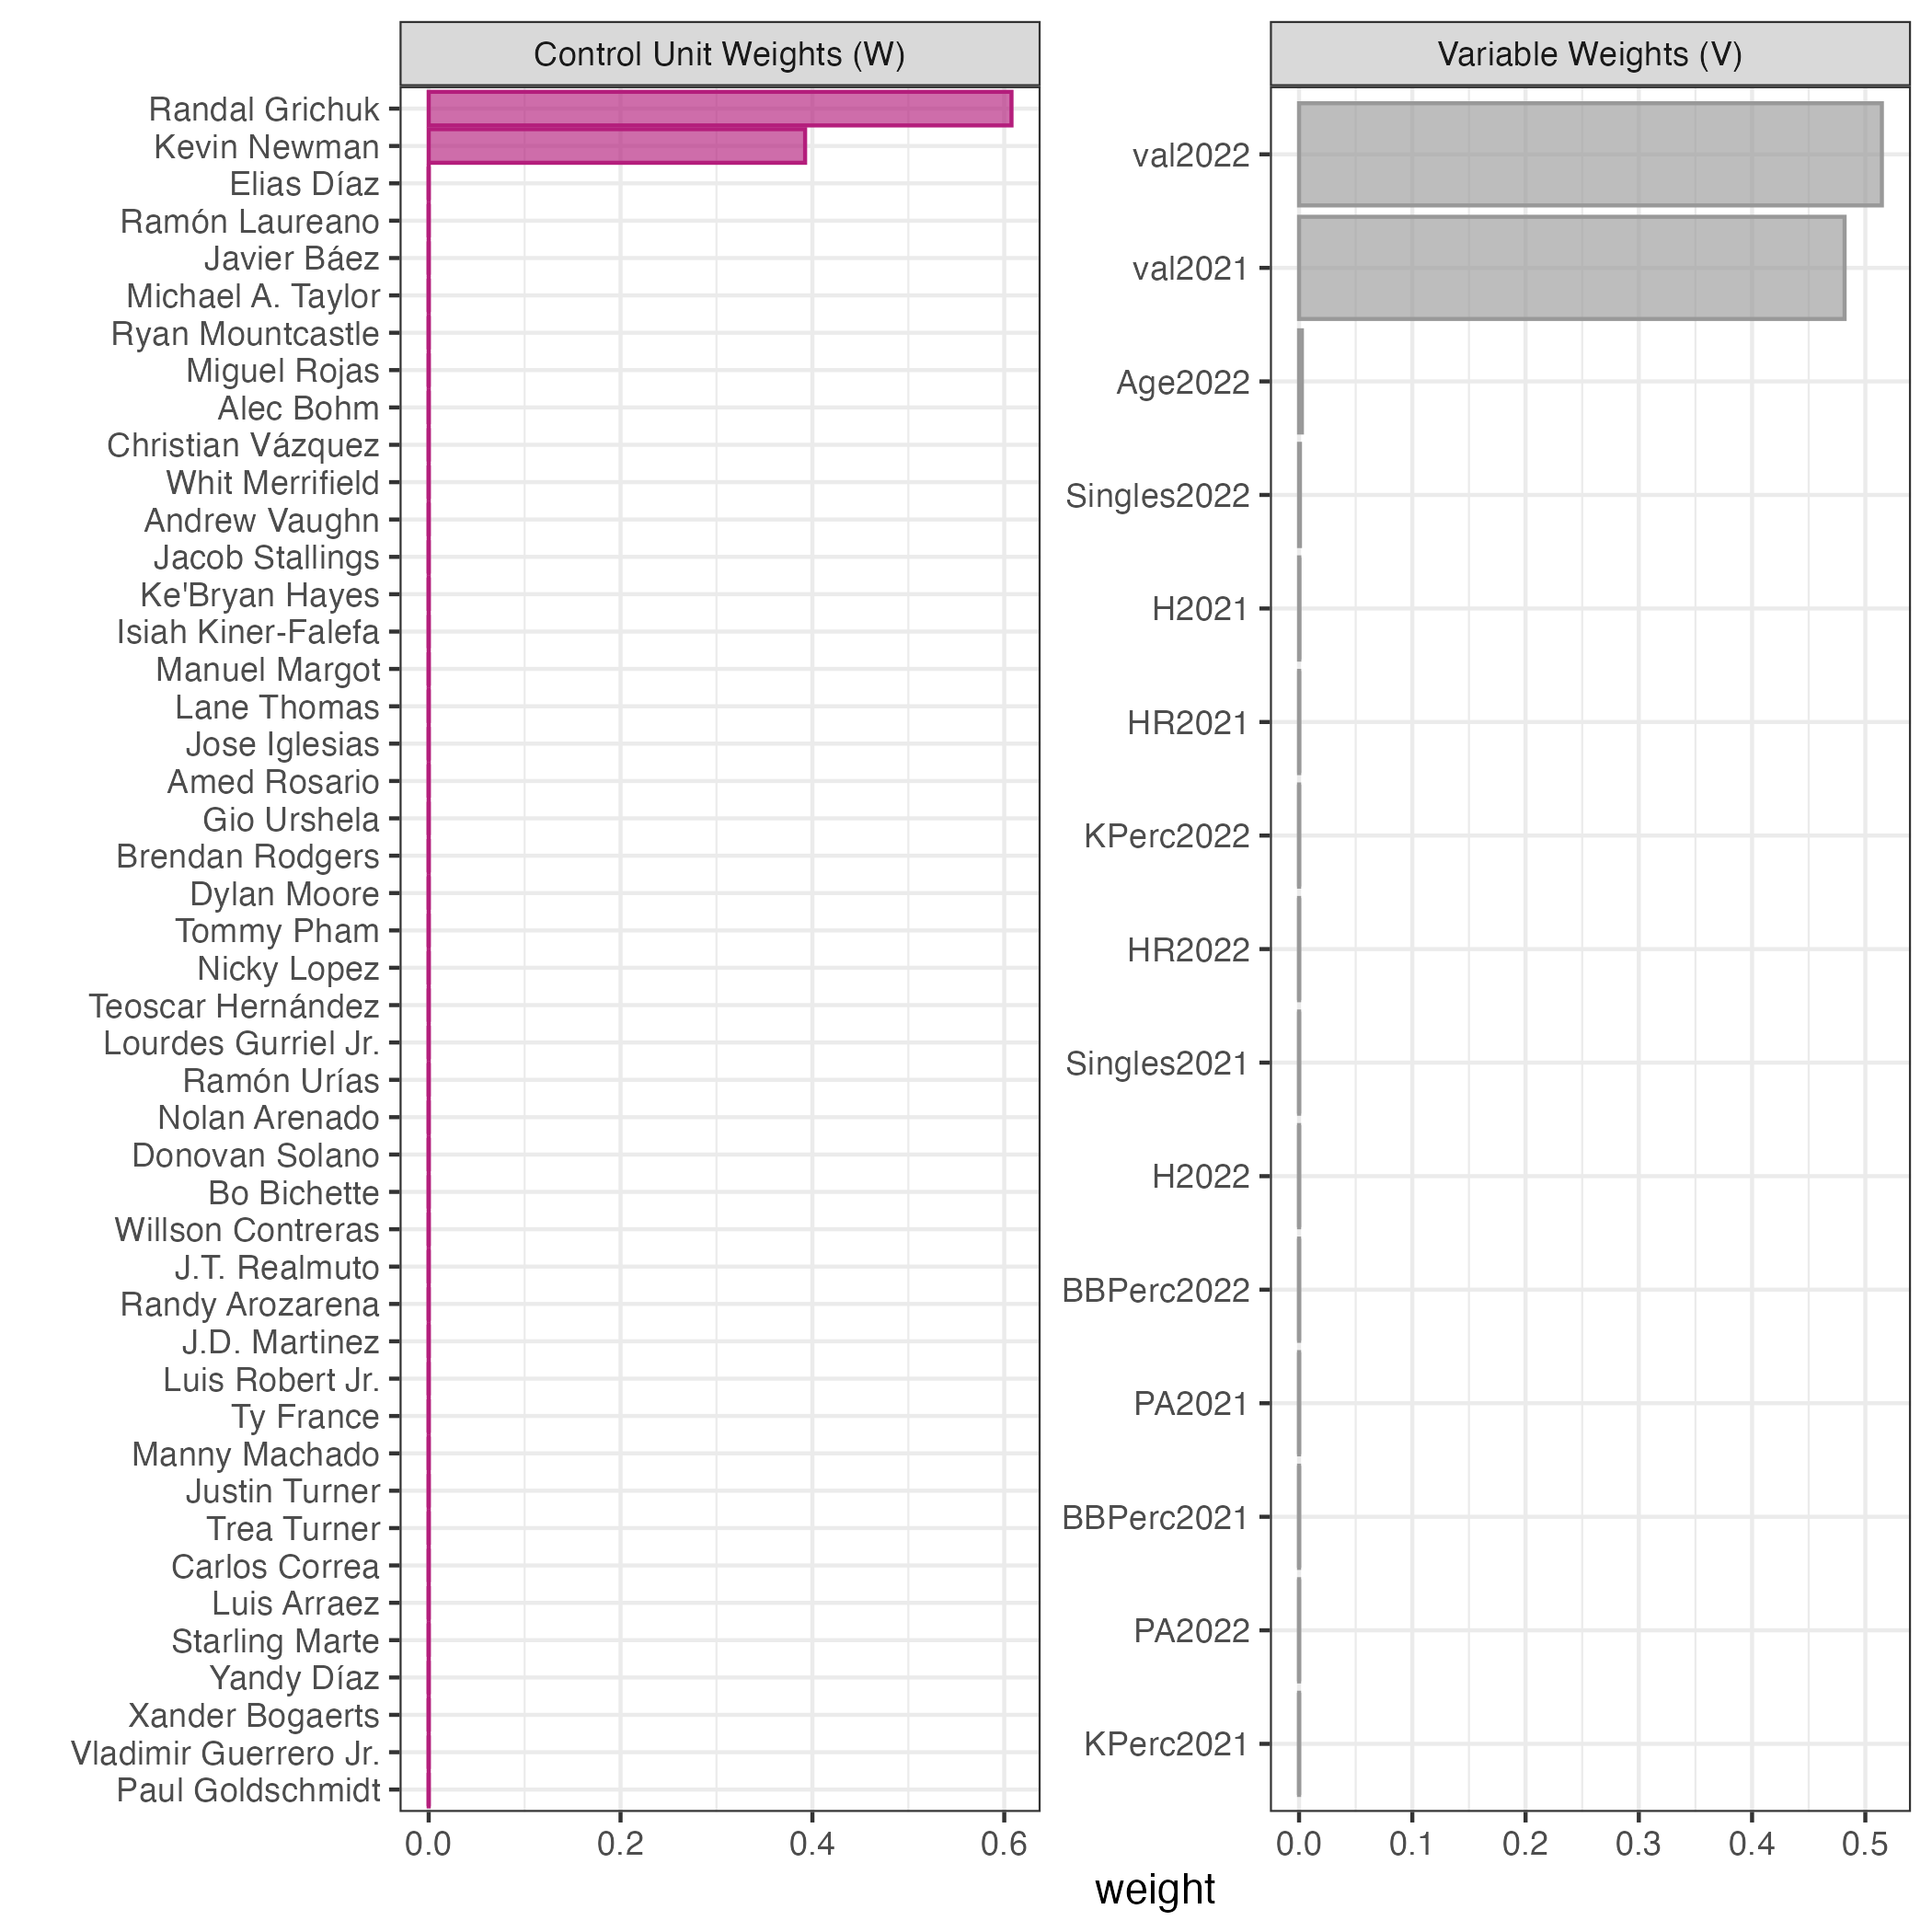 Control Unit Weights (W)
Randal Grichuk
Kevin Newman
Elias Díaz
Ramón Laureano
Javier Báez
Michael A. Taylor
Ryan Mountcastle
Miguel Rojas
Alec Bohm
Christian Vázquez
Whit Merrifield
Andrew Vaughn
Jacob Stallings
Ke'Bryan Hayes
Isiah Kiner-Falefa
Manuel Margot
Lane Thomas
Jose Iglesias
Amed Rosario
Gio Urshela
Brendan Rodgers
Dylan Moore
Tommy Pham
Nicky Lopez
Teoscar Hernández
Lourdes Gurriel Jr.
Ramón Urías
Nolan Arenado
Donovan Solano
Bo Bichette
Willson Contreras
J.T. Realmuto
Randy Arozarena
J.D. Martinez
Luis Robert Jr.
Ty France
Manny Machado
Justin Turner
Trea Turner
Carlos Correa
Luis Arraez
Starling Marte
Yandy Díaz
Xander Bogaerts
Vladimir Guerrero Jr.
Paul Goldschmidt
0.0 0.2 0.4 0.6
Variable Weights (V)
val2022
val2021
Age2022
Singles2022
H2021
HR2021
KPerc2022
HR2022
Singles2021
H2022
BBPerc2022
PA2021
BBPerc2021
PA2022
KPerc2021
0.0 0.1 0.2 0.3 0.4 0.5
weight